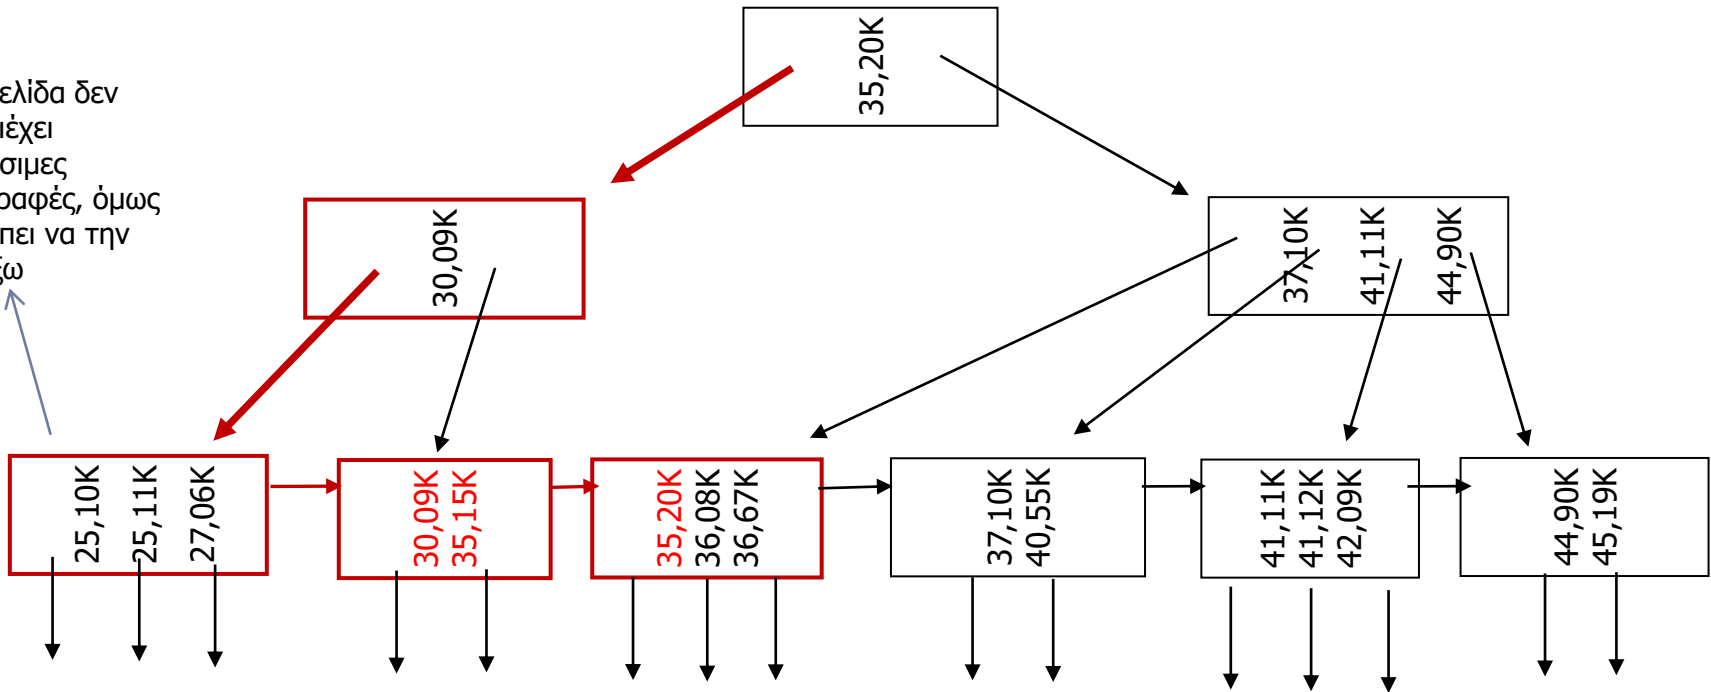 35,20K
ελίδα δεν
ιέχει
σιμες
ραφές, όμως
πει να την
ξω
30,09K
37,10K
41,11K
44,90K
25,10K
25,11K
27,06K
30,09K
35,15K
35,20K
36,08K
36,67K
37,10K
40,55K
41,11K
41,12K
42,09K
44,90K
45,19K